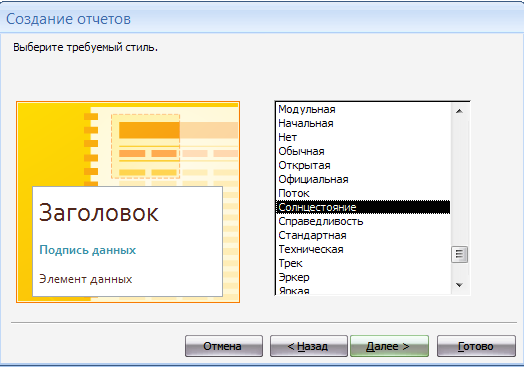 Создание отчетов
Выберите требуемый стиль.
Заголовок
Подпись данных
Элемент данных
Модульная
Начальная
Нет
Обычная
Открытая
Официальная
Поток
Солнцестояние
Справедливость
Стандартная
Техническая
Трек
Эркер
Яркая
Отмена
< Назад
Далее >
Готово